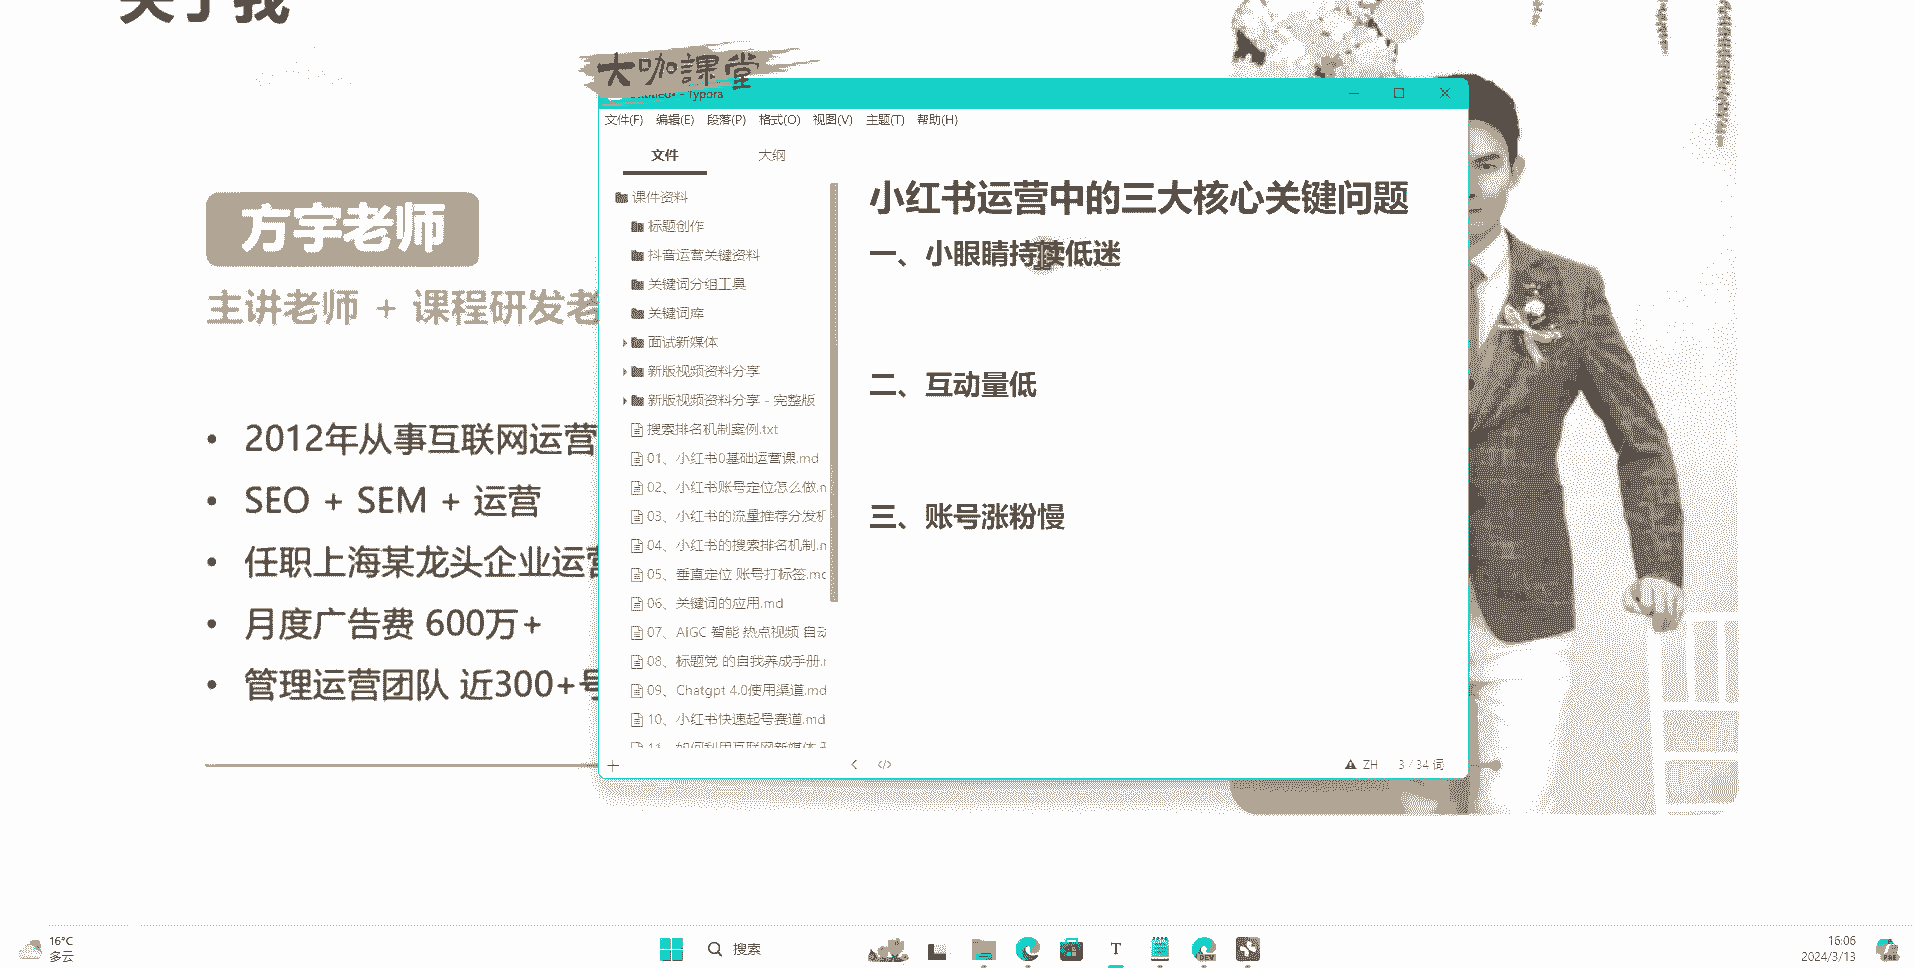 关于我
大咖課堂
方宇老师
主讲老师 + 课程研发老
• 2012年从事互联网运营
• SEO + SEM + 运营
• 任职上海某龙头企业运营
• 月度广告费 600万+
• 管理运营团队 近300+号
Typora
文件(F) 编辑(E) 段落(P) 格式(O) 视图(V) 主题(T) 帮助(H)
文件 大纲
课件资料
标题创作
抖音运营关键资料
关键词分组工具
关键词库
面试新媒体
新版视频资料分享
新版视频资料分享 - 完整版
搜索排名机制案例.txt
01、小红书0基础运营课.md
02、小红书账号定位怎么做.m
03、小红书的流量推荐分发机
04、小红书的搜索排名机制.m
05、垂直定位 账号打标签.md
06、关键词的应用.md
07、AIGC 智能 热点视频 自动
08、标题党 的自我养成手册.m
09、Chatgpt 4.0使用渠道.md
10、小红书快速起号赛道.md
11、如何利用互联网新媒体
小红书运营中的三大核心关键问题
一、小眼睛持续低迷
二、互动量低
三、账号涨粉慢
ZH 3 / 34 词
16°C
多云
搜索
16:06
2024/3/13